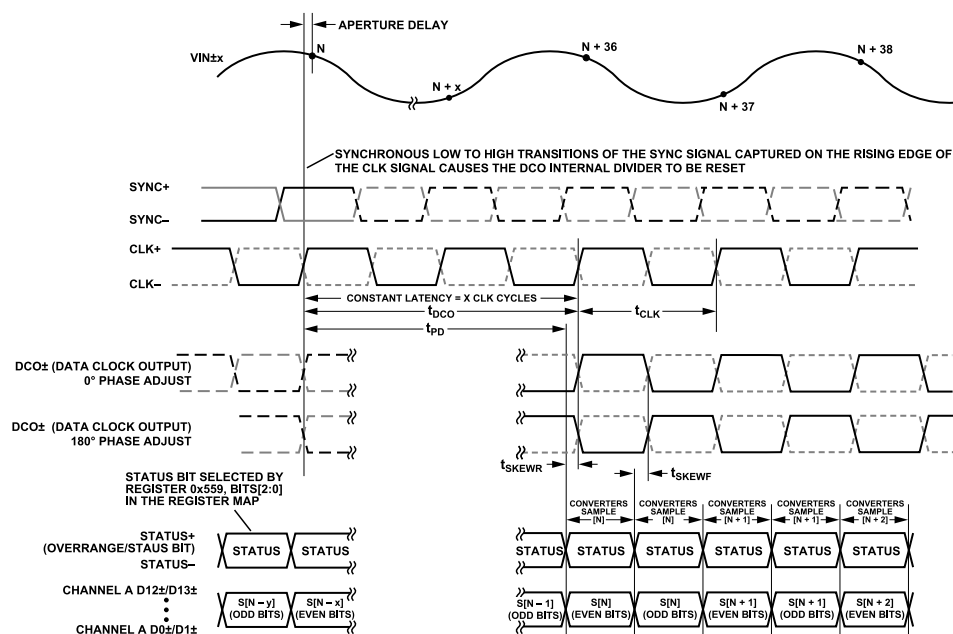 APERTURE DELAY
VIN±x
N
N + x
N + 36
N + 37
N + 38
SYNCHRONOUS LOW TO HIGH TRANSITIONS OF THE SYNC SIGNAL CAPTURED ON THE RISING EDGE OF
THE CLK SIGNAL CAUSES THE DCO INTERNAL DIVIDER TO BE RESET
SYNC+
SYNC–
CLK+
CLK–
CONSTANT LATENCY = X CLK CYCLES
tDCO
tCLK
tPD
DCO± (DATA CLOCK OUTPUT)
0° PHASE ADJUST
DCO± (DATA CLOCK OUTPUT)
180° PHASE ADJUST
tSKEWR
tSKEWF
STATUS BIT SELECTED BY
REGISTER 0x559, BITS[2:0]
IN THE REGISTER MAP
CONVERTERS SAMPLE [N]
CONVERTERS SAMPLE [N]
CONVERTERS SAMPLE [N + 1]
CONVERTERS SAMPLE [N + 1]
CONVERTERS SAMPLE [N + 2]
STATUS+
(OVERRANGE/STAUS BIT)
STATUS–
STATUS STATUS STATUS STATUS STATUS STATUS STATUS STATUS
CHANNEL A D12±/D13±
CHANNEL A D0±/D1±
S[N – y] (ODD BITS)
S[N – x] (EVEN BITS)
S[N – 1] (ODD BITS)
S[N] (EVEN BITS)
S[N] (ODD BITS)
S[N + 1] (EVEN BITS)
S[N + 1] (ODD BITS)
S[N + 2] (EVEN BITS)